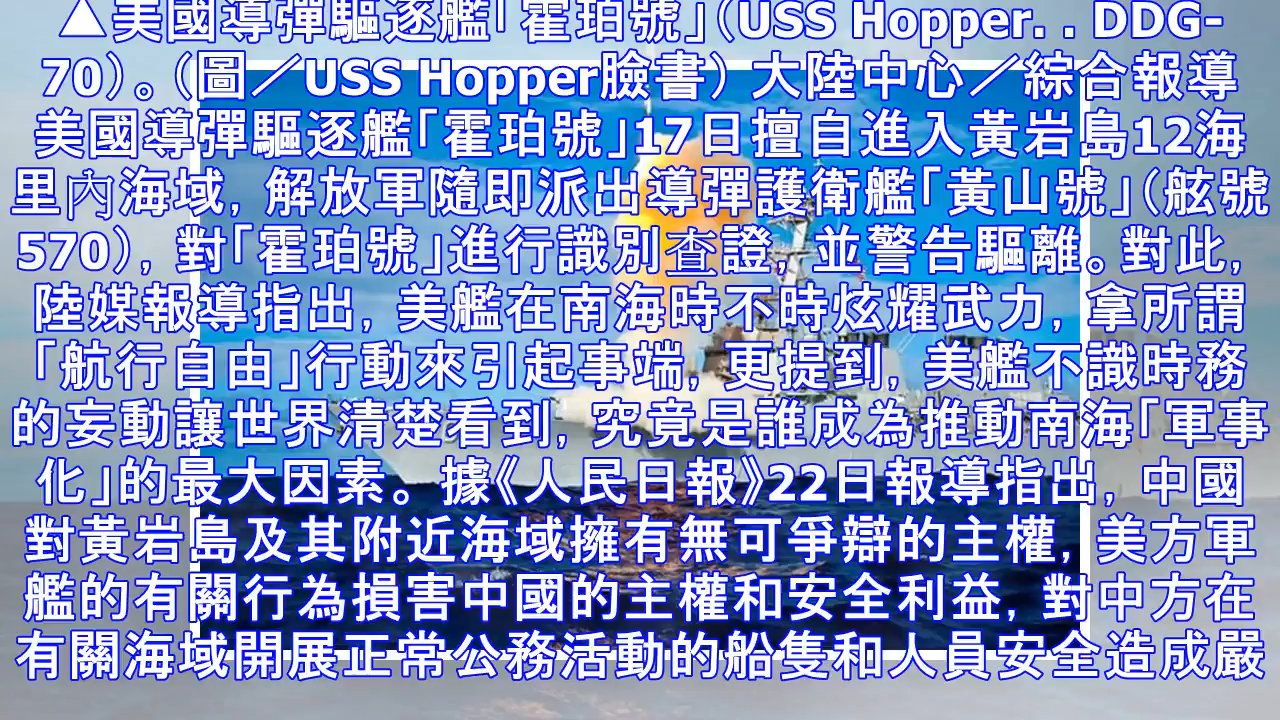 ▲美國導彈驅逐艦「霍珀號」(USS Hopper. . DDG-
70)。(圖／USS Hopper臉書) 大陸中心／綜合報導
美國導彈驅逐艦「霍珀號」17日擅自進入黃岩島12海
里內海域, 解放軍隨即派出導彈護衛艦「黃山號」(舷號
570), 對「霍珀號」進行識別查證, 並警告驅離。對此,
陸媒報導指出, 美艦在南海時不時炫耀武力, 拿所謂
「航行自由」行動來引起事端, 更提到, 美艦不識時務
的妄動讓世界清楚看到, 究竟是誰成為推動南海「軍事
化」的最大因素。據《人民日報》22日報導指出, 中國
對黃岩島及其附近海域擁有無可爭辯的主權, 美方軍
艦的有關行為損害中國的主權和安全利益, 對中方在
有關海域開展正常公務活動的船隻和人員安全造成嚴